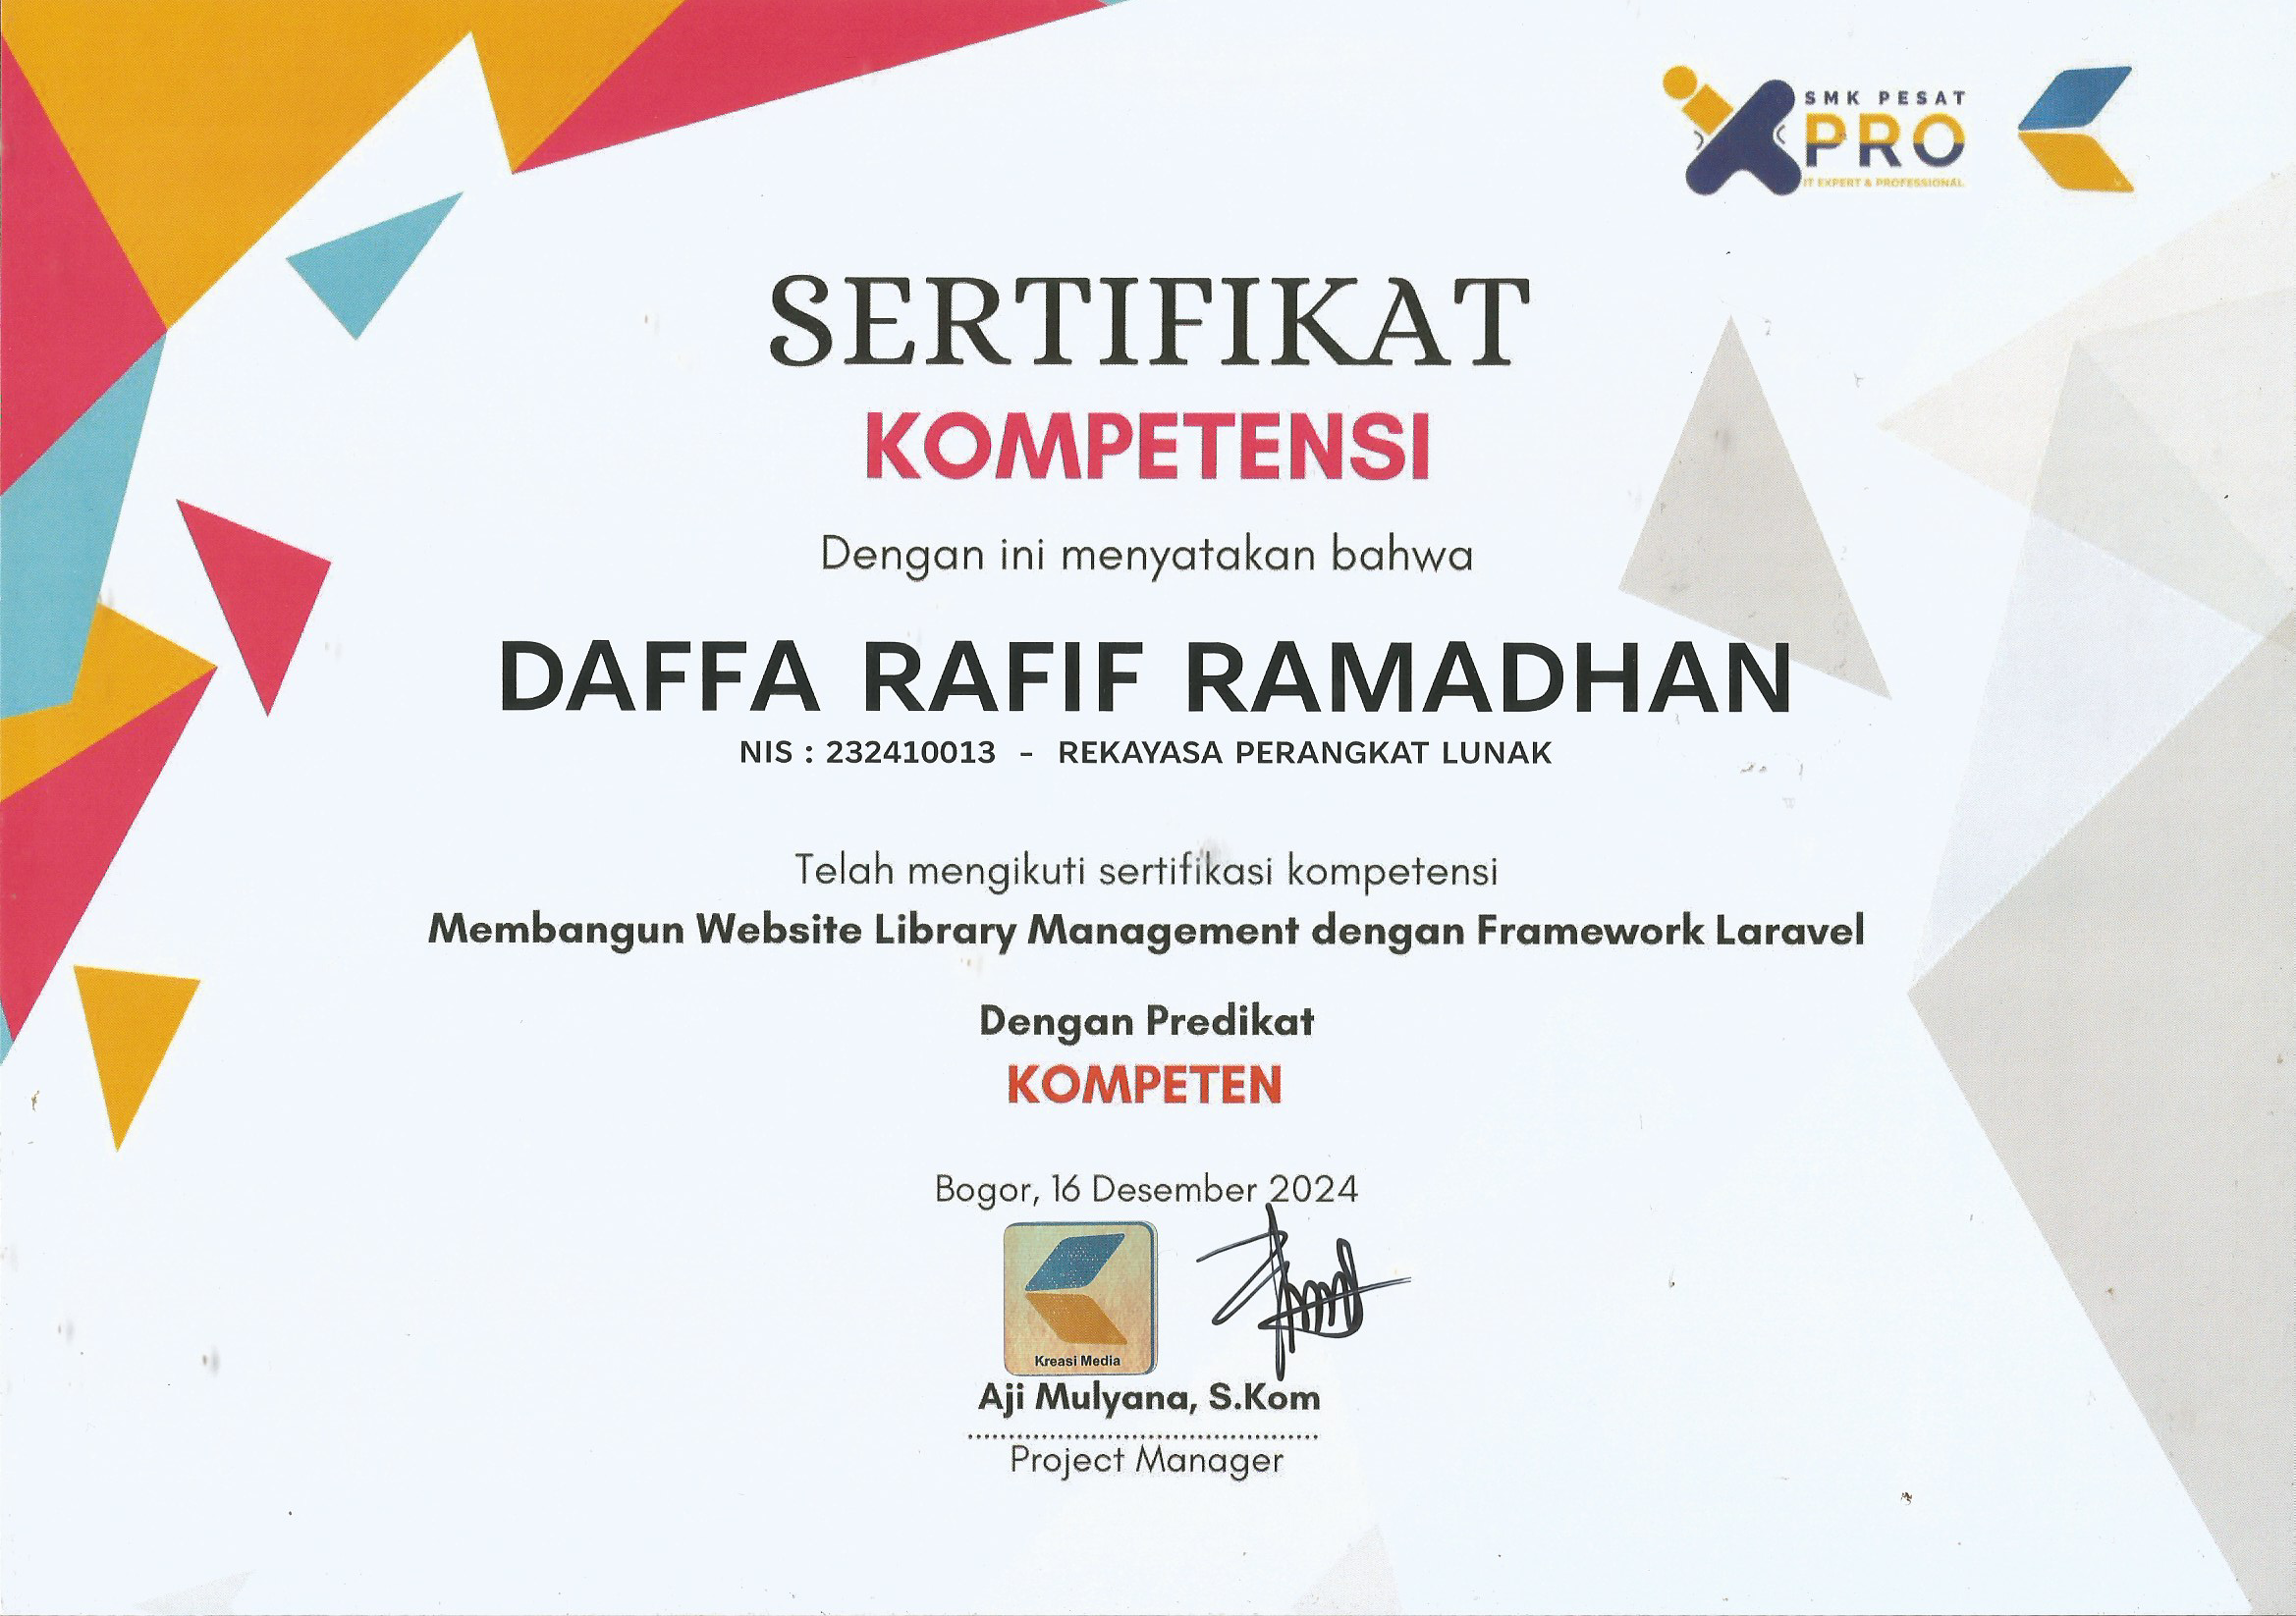 SMK PESAT
XPRO
IT EXPERT & PROFESSIONAL
SERTIFIKAT
KOMPETENSI
Dengan ini menyatakan bahwa
DAFFA RAFIF RAMADHAN
NIS : 232410013 - REKAYASA PERANGKAT LUNAK
Telah mengikuti sertifikasi kompetensi
Membangun Website Library Management dengan Framework Laravel
Dengan Predikat
KOMPETEN
Bogor, 16 Desember 2024
Kreasi Media
Aji Mulyana, S.Kom
Project Manager